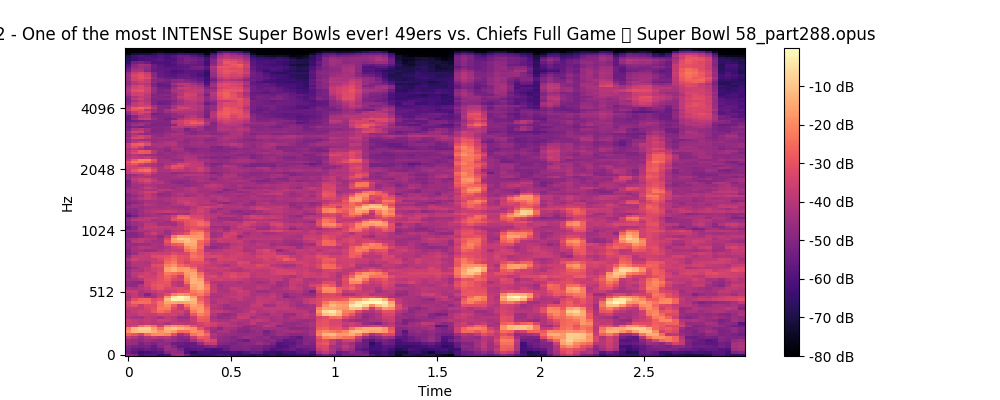 2 - One of the most INTENSE Super Bowls ever! 49ers vs. Chiefs Full Game Super Bowl 58_part288.opus
Hz
4096
2048
1024
512
0
0 0.5 1 1.5 2 2.5
Time
-10 dB
-20 dB
-30 dB
-40 dB
-50 dB
-60 dB
-70 dB
-80 dB